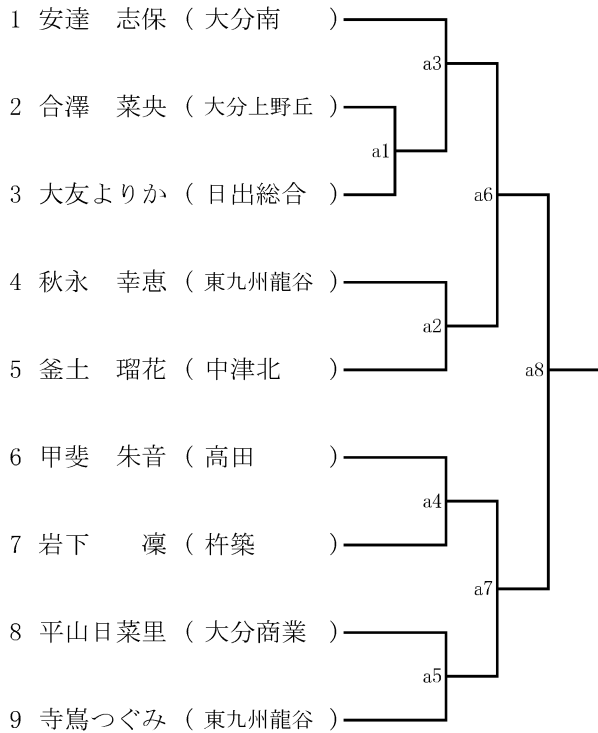 1 安達　志保 ( 大分南 )
a3
2 合澤　菜央 ( 大分上野丘 )
a1
3 大友よりか ( 日出総合 )
a6
4 秋永　幸恵 ( 東九州龍谷 )
a2
5 釜土　瑠花 ( 中津北 )
a8
6 甲斐　朱音 ( 高田 )
a4
7 岩下　　凜 ( 杵築 )
a7
8 平山日菜里 ( 大分商業 )
a5
9 寺嶌つぐみ ( 東九州龍谷 )